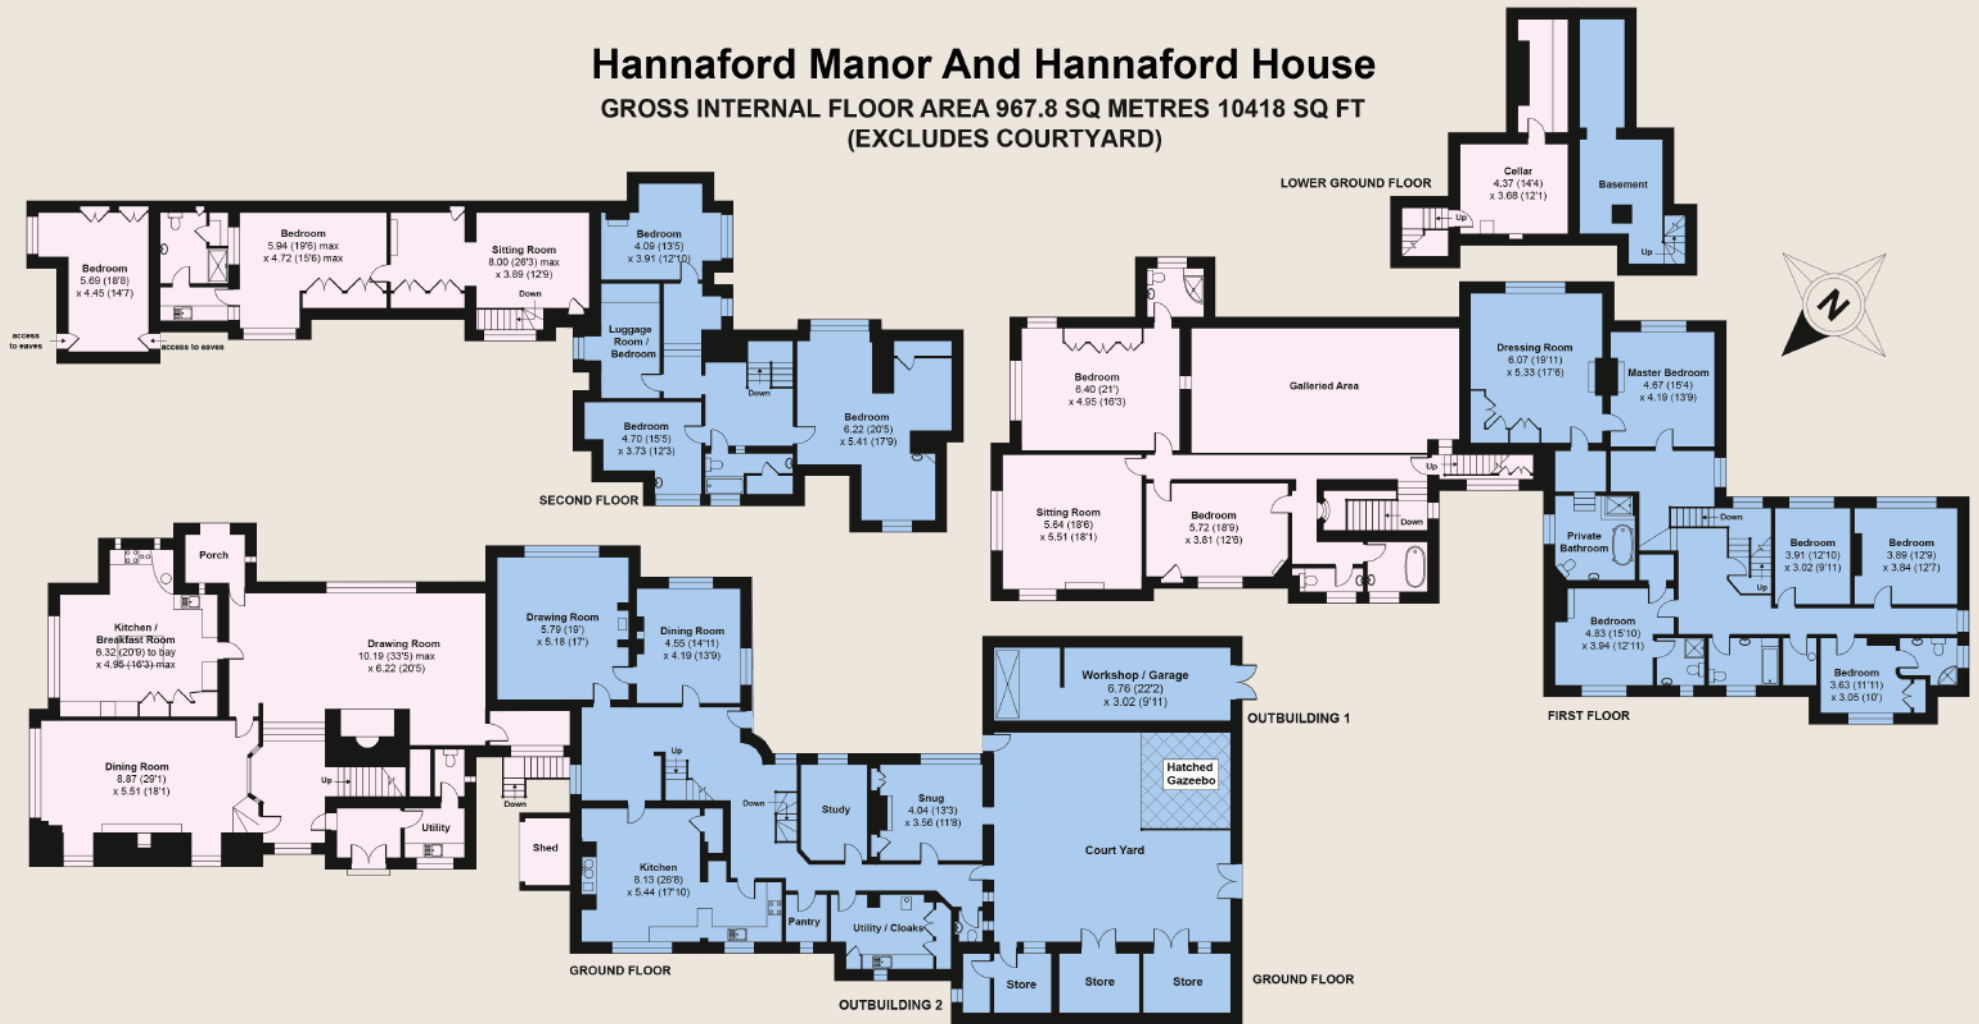 Hannaford Manor And Hannaford House
GROSS INTERNAL FLOOR AREA 967.8 SQ METRES 10418 SQ FT
(EXCLUDES COURTYARD)
LOWER GROUND FLOOR
Cellar
4.37 (14'4)
x 3.68 (12'1)
Up
Basement
Up
N
Bedroom
5.69 (18'8)
x 4.45 (14'7)
access
to eaves
access to eaves
Bedroom
5.94 (19'6) max
x 4.72 (15'6) max
Sitting Room
8.00 (26'3) max
x 3.89 (12'9)
Down
Bedroom
4.09 (13'5)
x 3.91 (12'10)
Luggage
Room /
Bedroom
Down
Bedroom
4.70 (15'5)
x 3.73 (12'3)
Bedroom
6.22 (20'5)
x 5.41 (17'9)
SECOND FLOOR
Bedroom
6.40 (21')
x 4.95 (16'3)
Galleried Area
Dressing Room
6.07 (19'11)
x 5.33 (17'6)
Master Bedroom
4.67 (15'4)
x 4.19 (13'9)
Up
Sitting Room
5.64 (18'6)
x 5.51 (18'1)
Bedroom
5.72 (18'9)
x 3.81 (12'6)
Down
Private
Bathroom
Down
Up
Bedroom
3.91 (12'10)
x 3.02 (9'11)
Bedroom
3.89 (12'9)
x 3.84 (12'7)
Bedroom
4.83 (15'10)
x 3.94 (12'11)
Bedroom
3.63 (11'11)
x 3.05 (10')
FIRST FLOOR
Porch
Kitchen /
Breakfast Room
6.32 (20'9) to bay
x 4.95 (16'3) max
Drawing Room
10.19 (33'5) max
x 6.22 (20'5)
Dining Room
8.87 (29'1)
x 5.51 (18'1)
Up
Utility
Down
Shed
Drawing Room
5.79 (19')
x 5.18 (17')
Dining Room
4.55 (14'11)
x 4.19 (13'9)
Up
Down
Study
Snug
4.04 (13'3)
x 3.56 (11'8)
Kitchen
8.13 (26'8)
x 5.44 (17'10)
Pantry
Utility / Cloaks
GROUND FLOOR
Workshop / Garage
6.76 (22'2)
x 3.02 (9'11)
OUTBUILDING 1
Hatched
Gazeebo
Court Yard
Store
Store
Store
OUTBUILDING 2
GROUND FLOOR